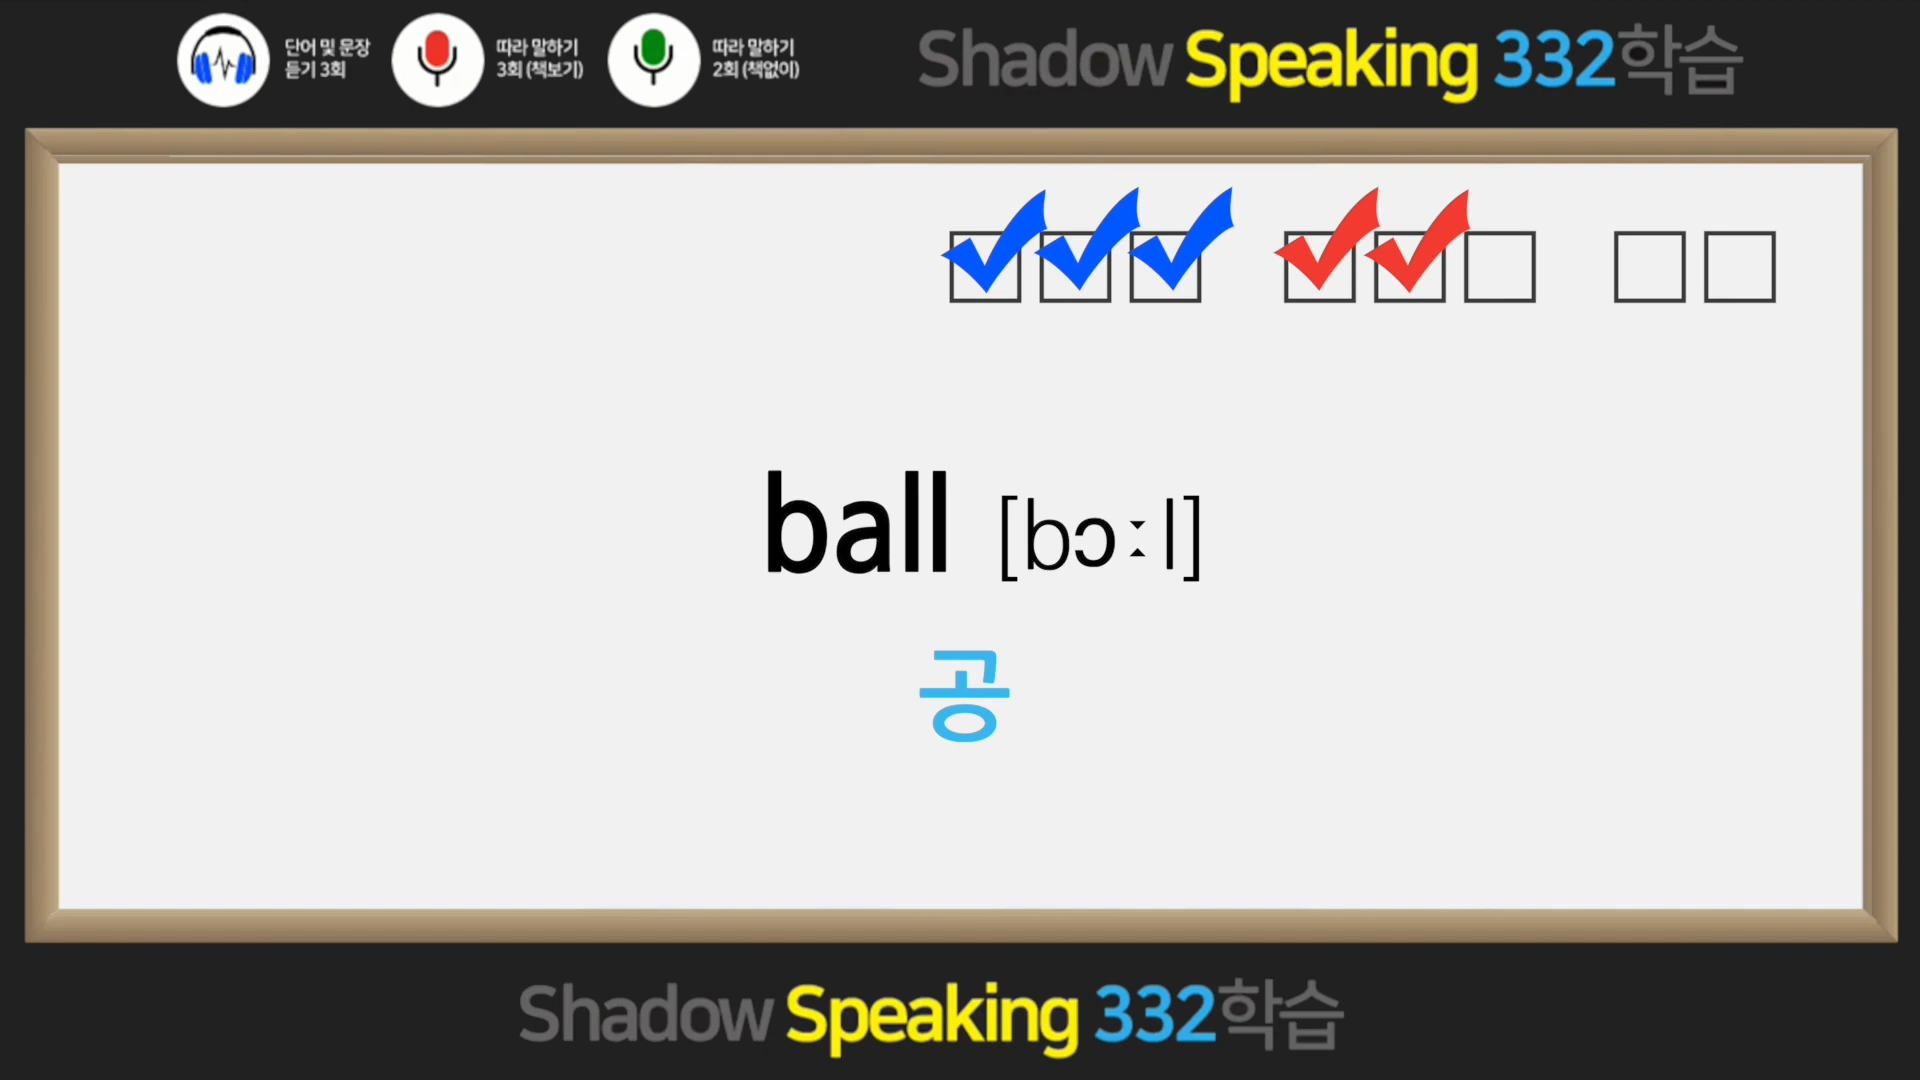 단어 및 문장
듣기 3회
따라 말하기
3회 (책보기)
따라 말하기
2회 (책없이)
Shadow Speaking 332학습
ball [bɔːl]
공
Shadow Speaking 332학습